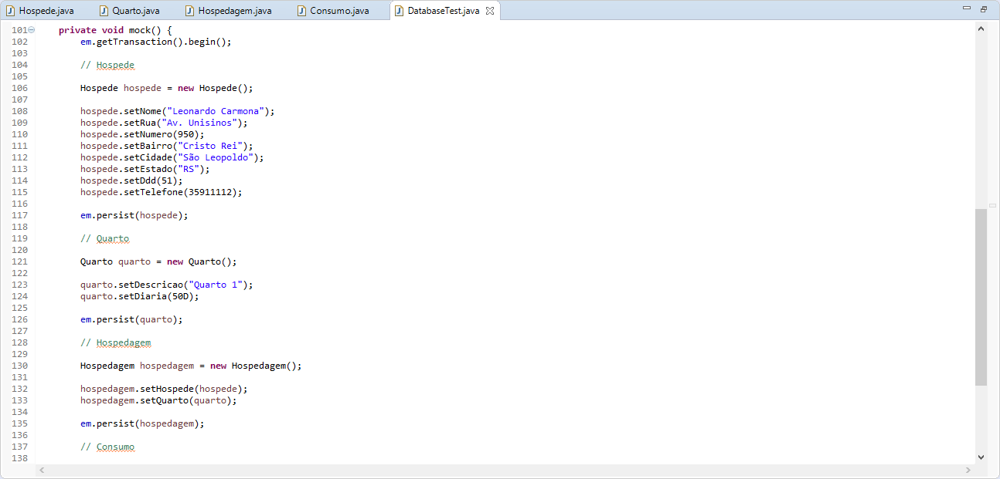 Hospede.java Quarto.java Hospedagem.java Consumo.java DatabaseTest.java
101 private void mock() {
102 em.getTransaction().begin();
103
104 // Hospede
105
106 Hospede hospede = new Hospede();
107
108 hospede.setNome("Leonardo Carmona");
109 hospede.setRua("Av. Unisinos");
110 hospede.setNumero(950);
111 hospede.setBairro("Cristo Rei");
112 hospede.setCidade("São Leopoldo");
113 hospede.setEstado("RS");
114 hospede.setDdd(51);
115 hospede.setTelefone(35911112);
116
117 em.persist(hospede);
118
119 // Quarto
120
121 Quarto quarto = new Quarto();
122
123 quarto.setDescricao("Quarto 1");
124 quarto.setDiaria(50D);
125
126 em.persist(quarto);
127
128 // Hospedagem
129
130 Hospedagem hospedagem = new Hospedagem();
131
132 hospedagem.setHospede(hospede);
133 hospedagem.setQuarto(quarto);
134
135 em.persist(hospedagem);
136
137 // Consumo
138